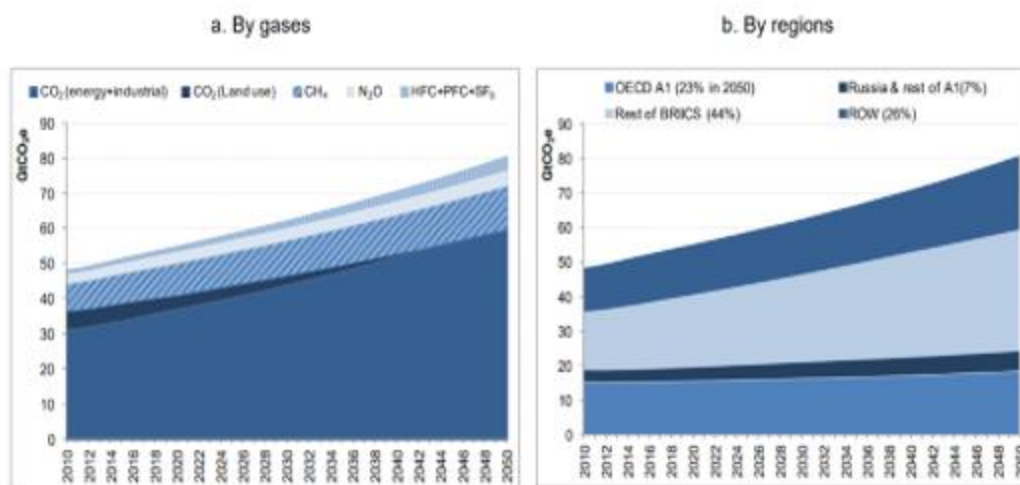 a. By gases
CO₂(energy+industrial) CO₂(Land use) CH₄ N₂O HFC+PFC+SF₆
GtCO₂e
90
80
70
60
50
40
30
20
10
0
2010 2012 2014 2016 2018 2020 2022 2024 2026 2028 2030 2032 2034 2036 2038 2040 2042 2044 2046 2048 2050
b. By regions
OECD A1 (23% in 2050) Russia & rest of A1(7%)
Rest of BRIICS (44%) ROW (26%)
GtCO₂e
90
80
70
60
50
40
30
20
10
0
2010 2012 2014 2016 2018 2020 2022 2024 2026 2028 2030 2032 2034 2036 2038 2040 2042 2044 2046 2048 2050